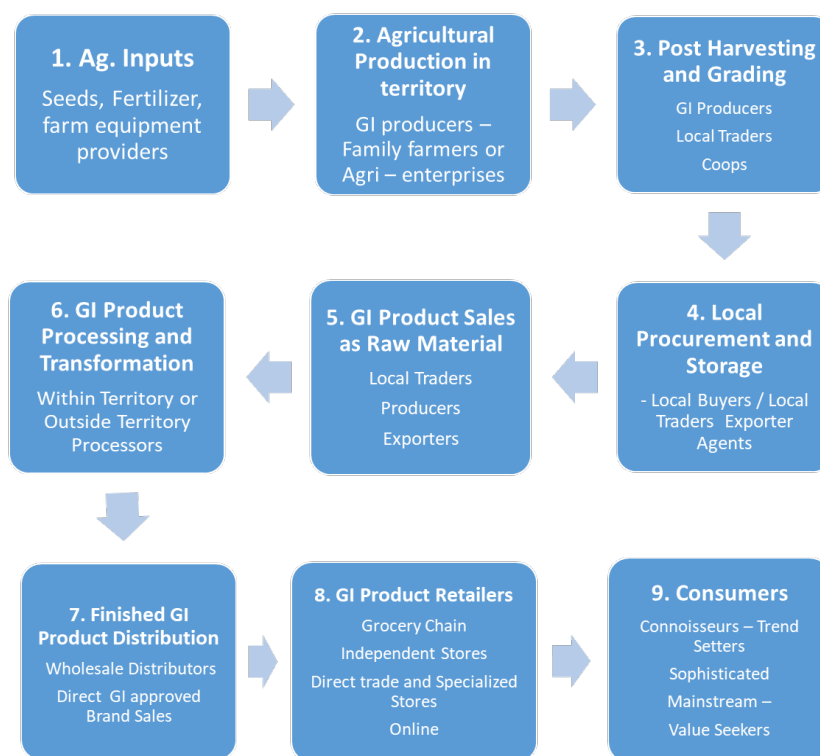 1. Ag. Inputs
Seeds, Fertilizer,
farm equipment
providers
2. Agricultural
Production in
territory
GI producers –
Family farmers or
Agri – enterprises
3. Post Harvesting
and Grading
GI Producers
Local Traders
Coops
4. Local
Procurement and
Storage
- Local Buyers / Local
Traders Exporter
Agents
5. GI Product Sales
as Raw Material
Local Traders
Producers
Exporters
6. GI Product
Processing and
Transformation
Within Territory or
Outside Territory
Processors
7. Finished GI
Product Distribution
Wholesale Distributors
Direct GI approved
Brand Sales
8. GI Product Retailers
Grocery Chain
Independent Stores
Direct trade and Specialized
Stores
Online
9. Consumers
Connoisseurs – Trend
Setters
Sophisticated
Mainstream –
Value Seekers